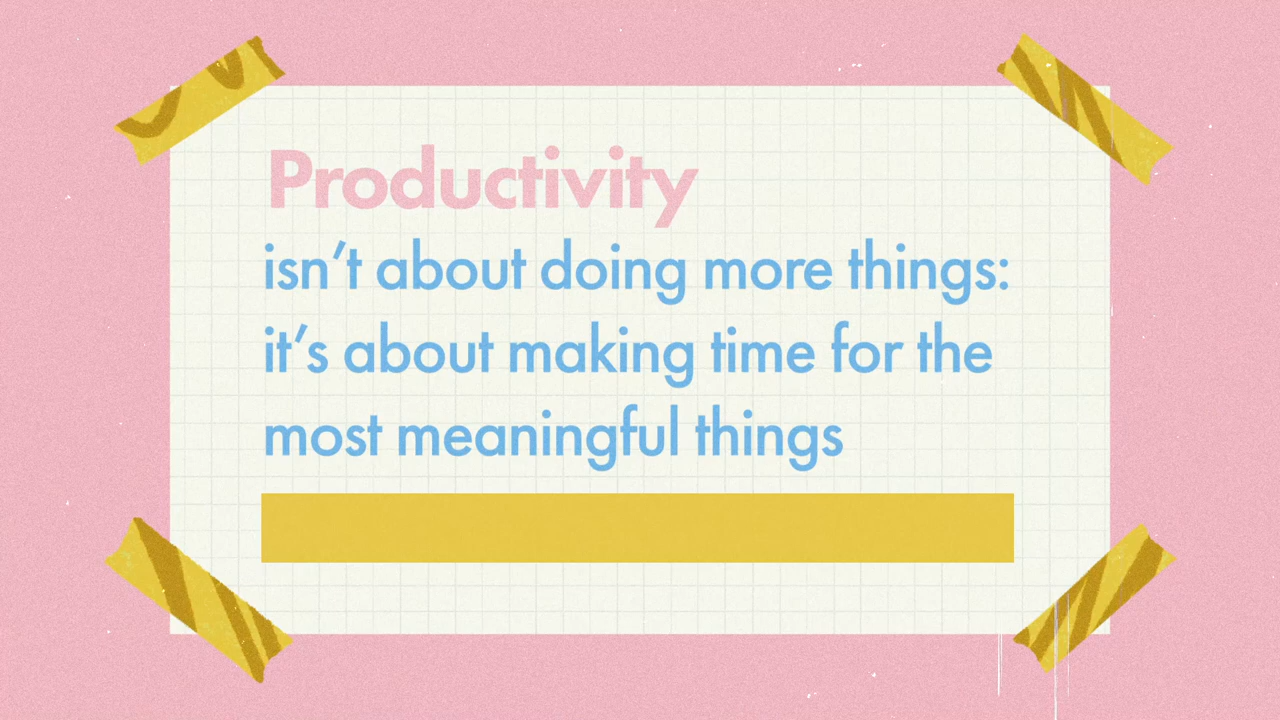 Productivity
isn’t about doing more things:
it’s about making time for the
most meaningful things